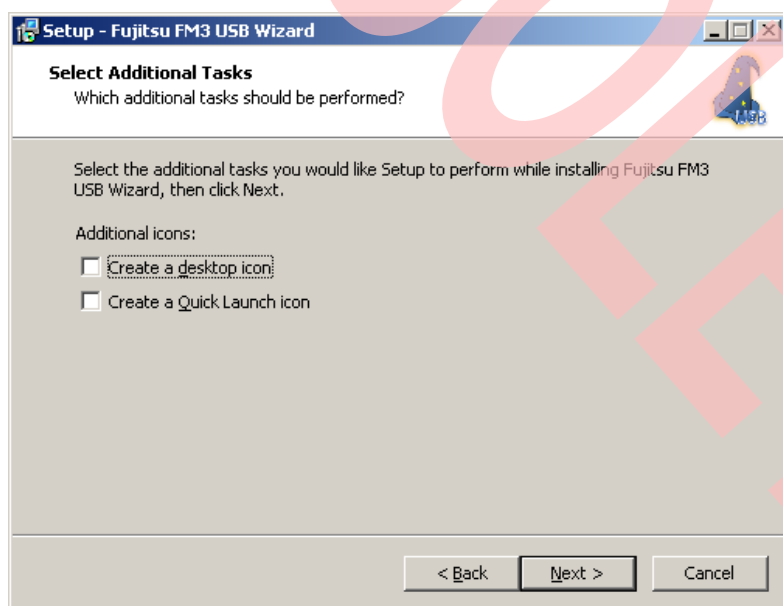 Setup - Fujitsu FM3 USB Wizard
Select Additional Tasks
Which additional tasks should be performed?
USB
Select the additional tasks you would like Setup to perform while installing Fujitsu FM3
USB Wizard, then click Next.
Additional icons:
Create a desktop icon
Create a Quick Launch icon
< Back
Next >
Cancel